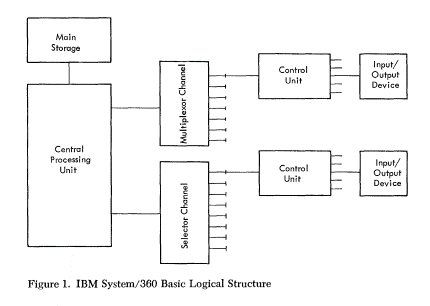 Main
Storage
Central
Processing
Unit
Multiplexor Channel
Control
Unit
Input/
Output
Device
Selector Channel
Control
Unit
Input/
Output
Device
Figure 1. IBM System/360 Basic Logical Structure